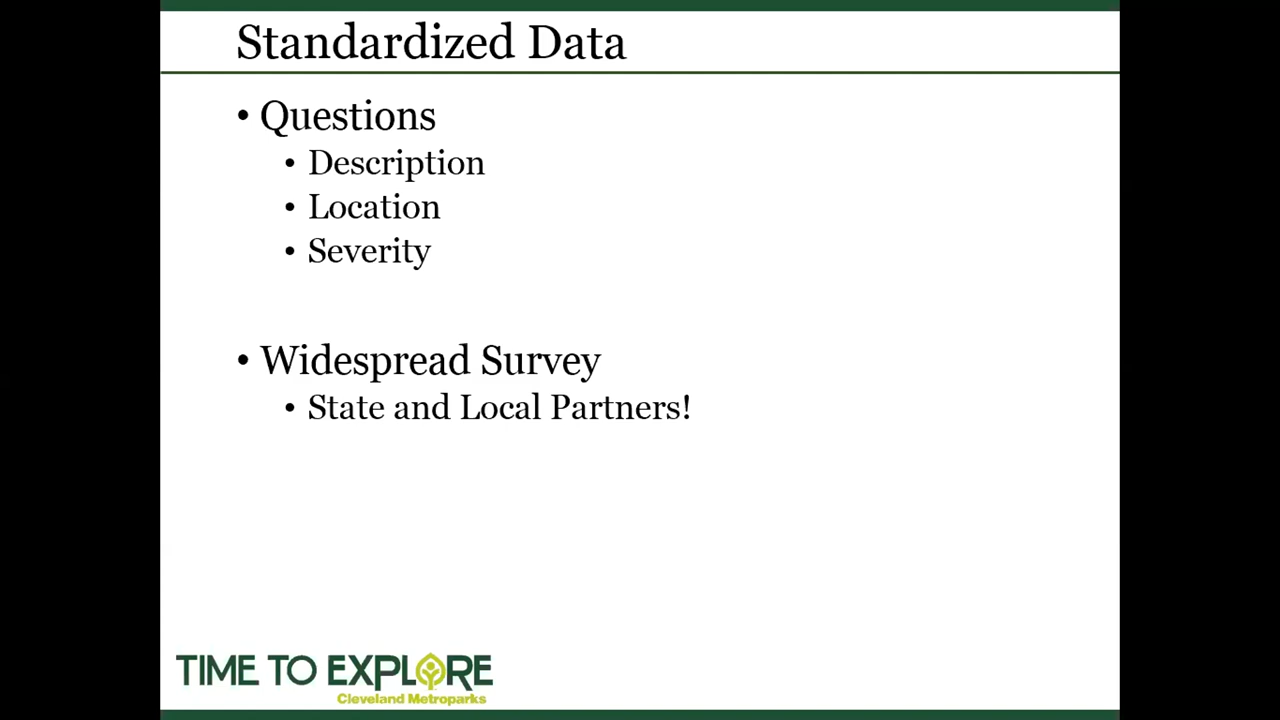 Standardized Data
• Questions
• Description
• Location
• Severity
• Widespread Survey
• State and Local Partners!
TIME TO EXPLORE
Cleveland Metroparks